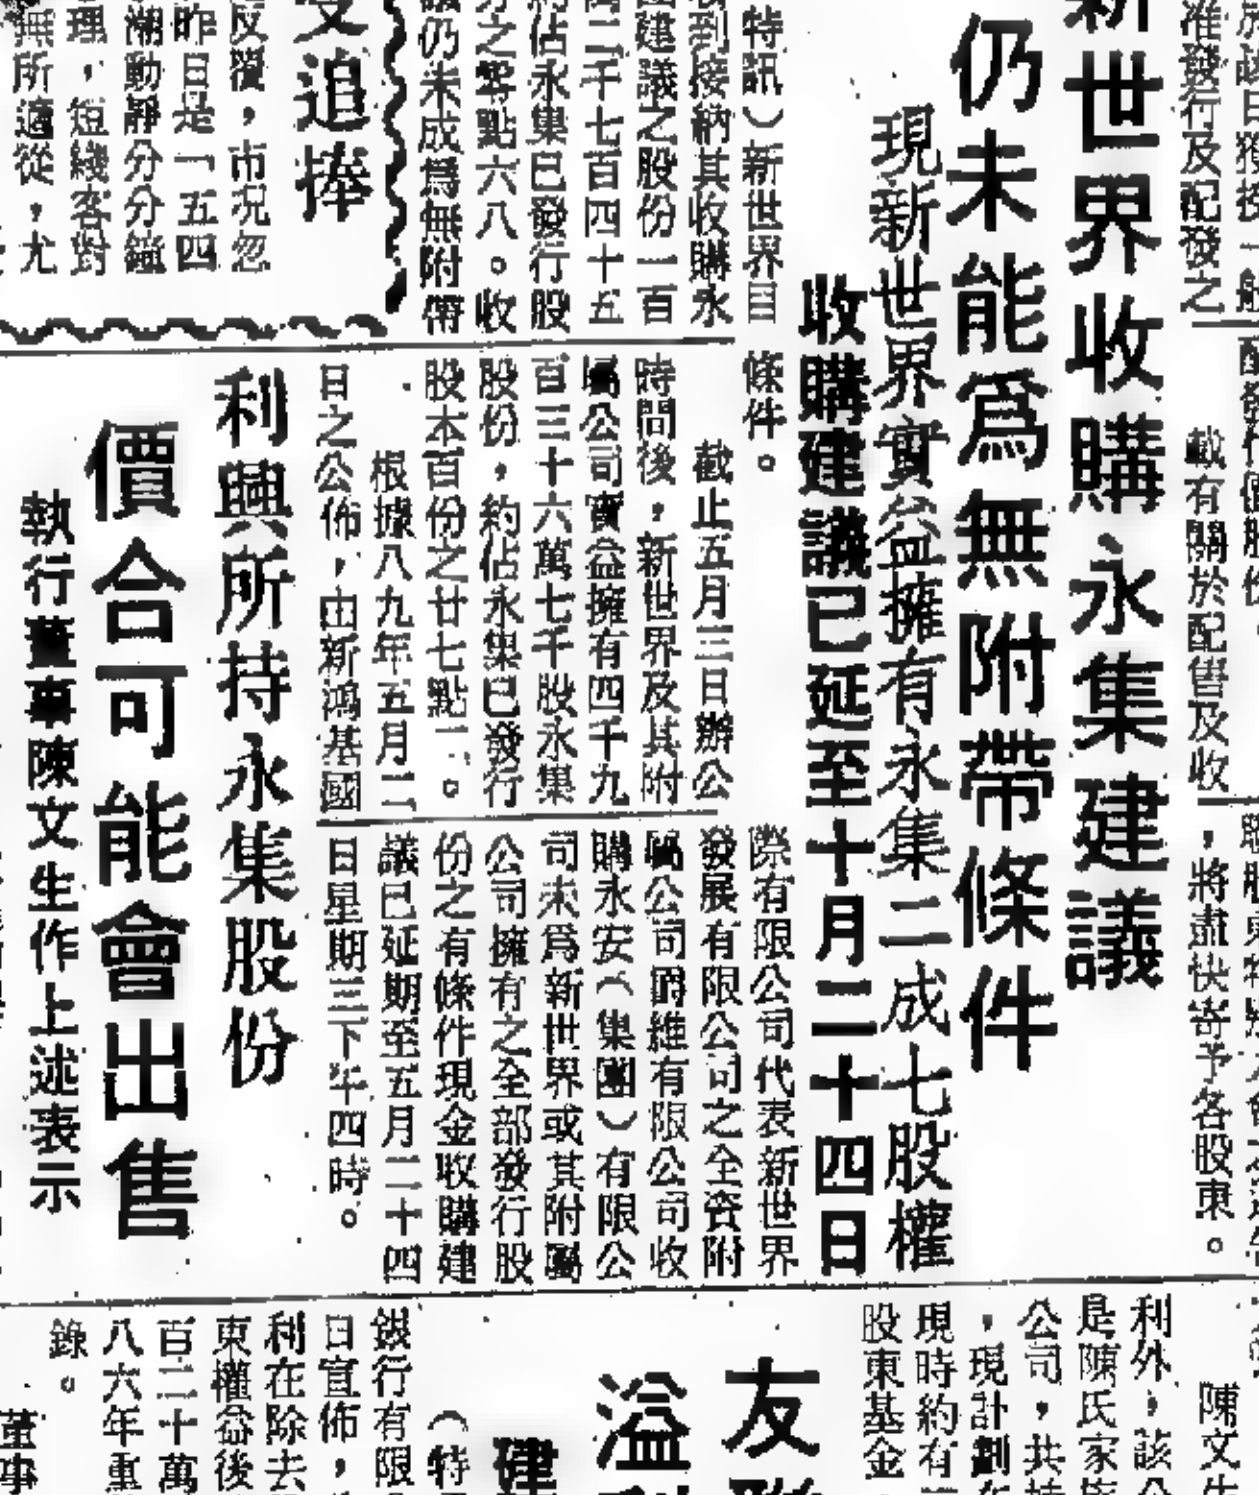 新世界收購永集建議
仍未能爲無附帶條件
現新世界實益擁有永集二成七股權
收購建議已延至十月二十四日
特訊）新世界目
到接納其收購永
建議之股份一百
二千七百四十五
佔永集已發行股
之零點六八。收
仍未成爲無附帶
條件。
截止五月三日辦公
時間後，新世界及其附
屬公司實益擁有四千九
百三十六萬七千股永集
股份，約佔永集已發行
股本百份之廿七點二。
根據八九年五月二
日之公佈，由新鴻基國
際有限公司代表新世界
發展有限公司之全資附
屬公司爵維有限公司收
購永安（集團）有限公
司未爲新世界或其附屬
公司擁有之全部發行股
份之有條件現金收購建
議已延期至五月二十四
日星期三下午四時。
利興所持永集股份
價合可能會出售
執行董事陳文生作上述表示
追捧
反覆，市況忽
昨日是「五四
潮動靜分分鐘
理，短綫客對
無所適從，尤
准發行及配發之
載有關於配售及收
，將盡快寄予各股東。
陳文生
利外，該
是陳氏家族
公司，共
，現計劃
現時約有
股東基金
友
溢
建
（特
銀行有限
日宣佈，
利在除去
東權益後
百二十萬
八六年重
錄。
董事